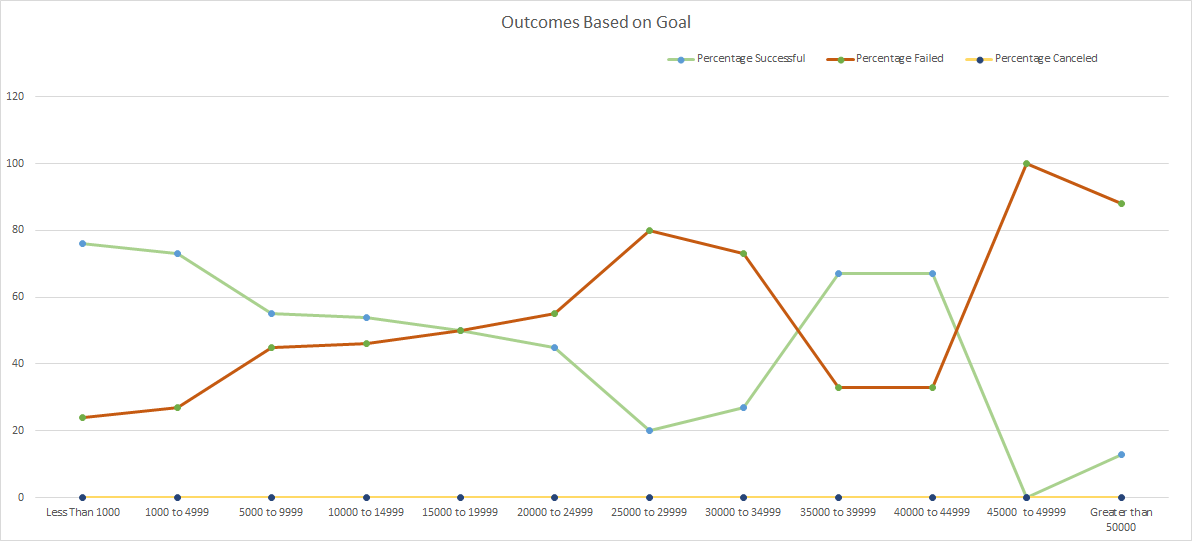 Outcomes Based on Goal
Percentage Successful
Percentage Failed
Percentage Canceled
120
100
80
60
40
20
0
Less Than 1000
1000 to 4999
5000 to 9999
10000 to 14999
15000 to 19999
20000 to 24999
25000 to 29999
30000 to 34999
35000 to 39999
40000 to 44999
45000 to 49999
Greater than
50000